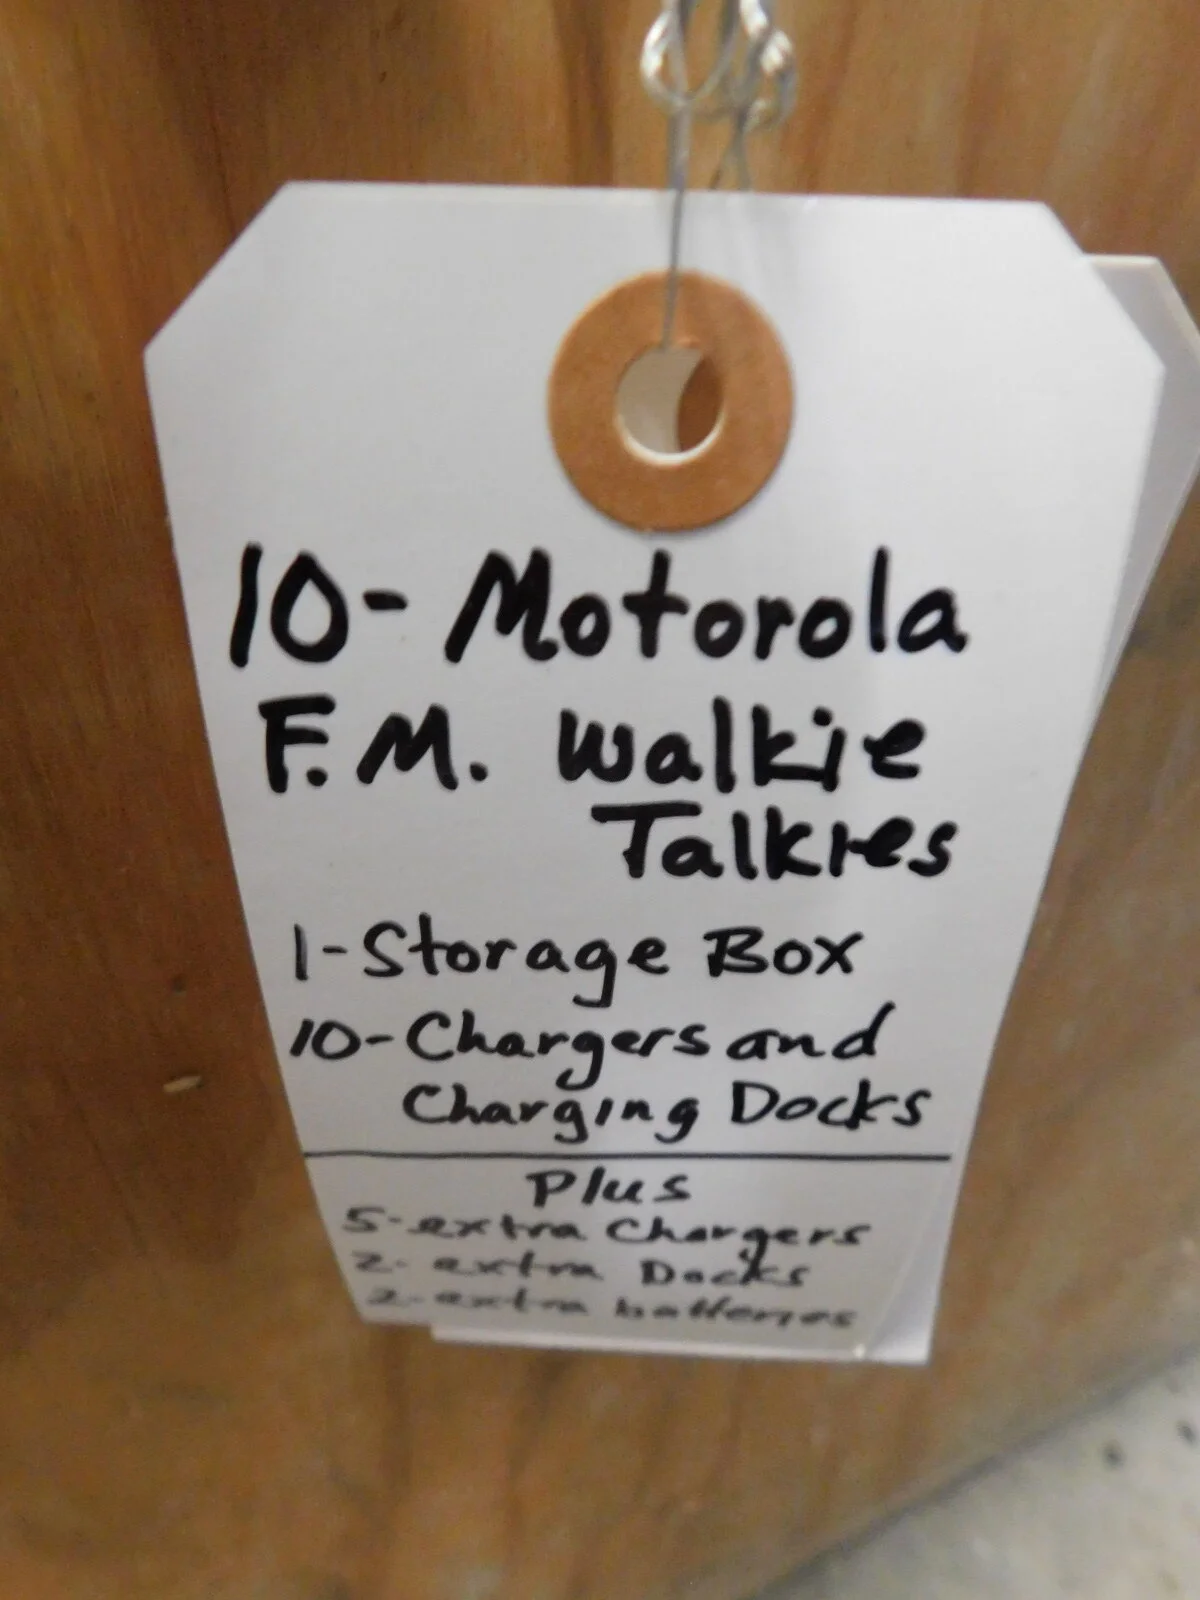 10- Motorola
F.M. Walkie
Talkies
1-Storage Box
10-Chargers and
Charging Docks
Plus
5-extra Chargers
2-extra Docks
2-extra batteries